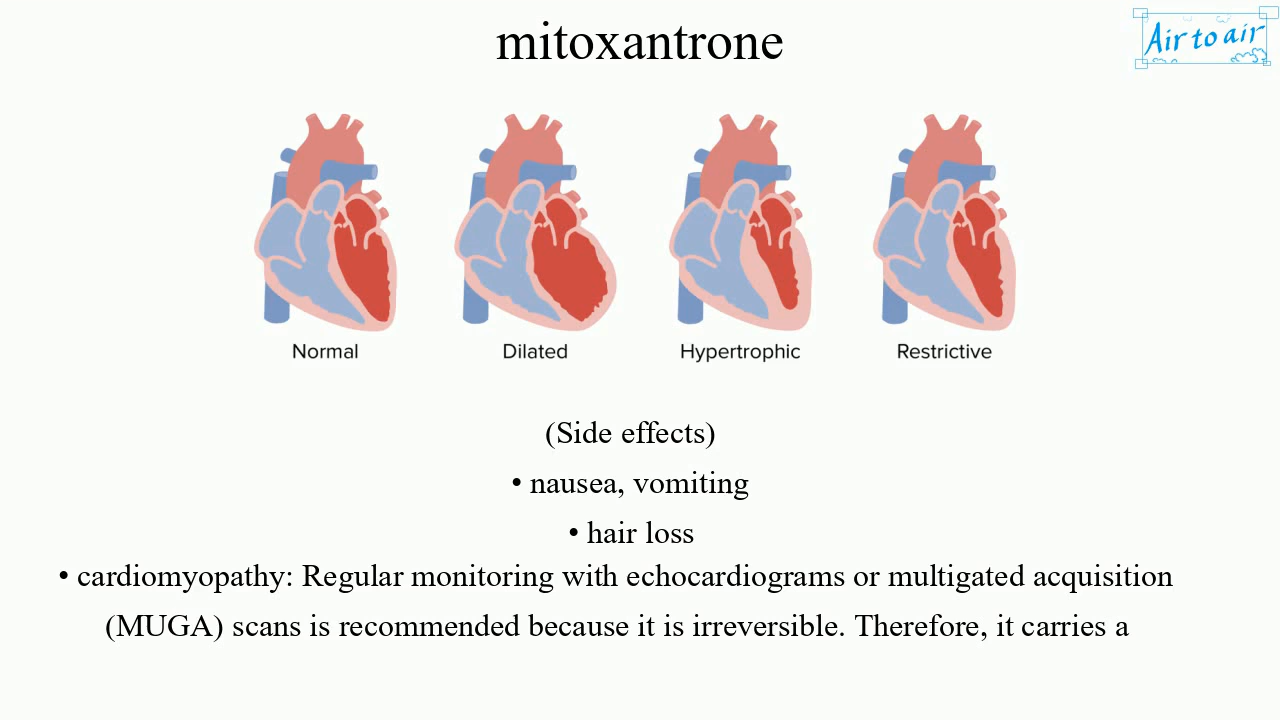 mitoxantrone
Air to air
Normal Dilated Hypertrophic Restrictive
(Side effects)
• nausea, vomiting
• hair loss
• cardiomyopathy: Regular monitoring with echocardiograms or multigated acquisition
(MUGA) scans is recommended because it is irreversible. Therefore, it carries a